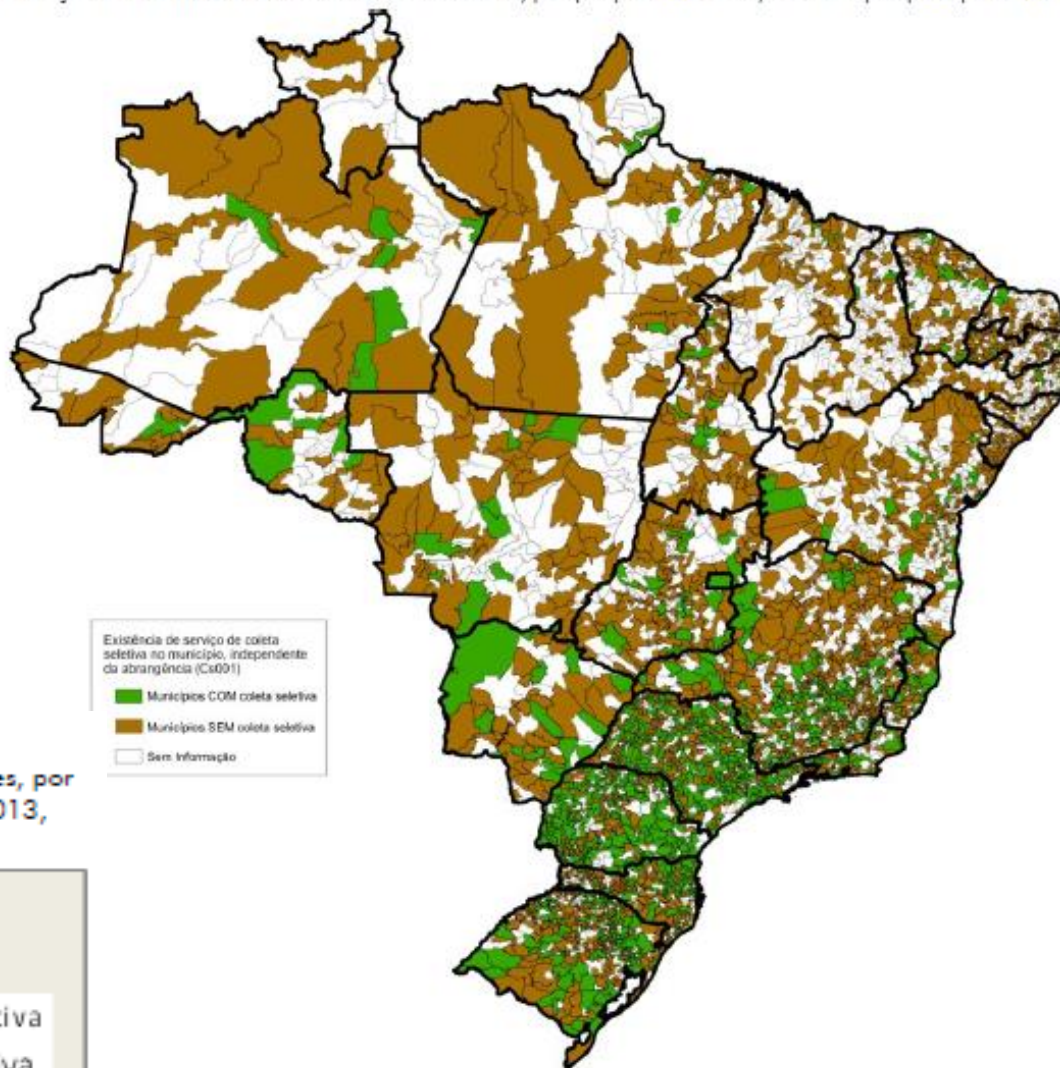 Existência de serviço de coleta
seletiva no município, independente
da abrangência (Cs001)
Municípios COM coleta seletiva
Municípios SEM coleta seletiva
Sem Informação
es, por
013,
tiva
iva